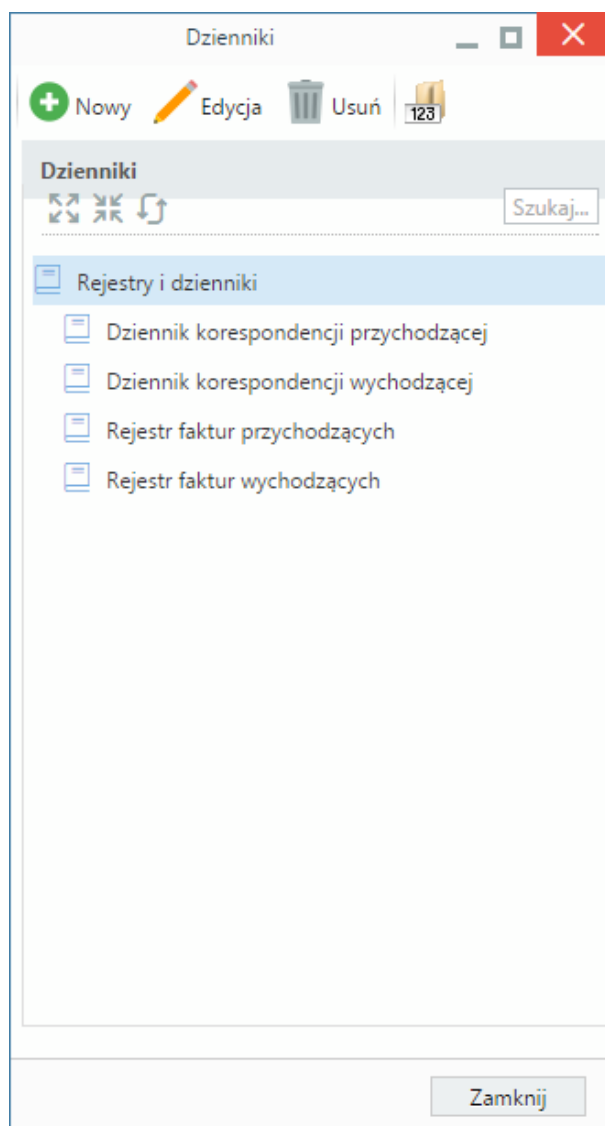 Dzienniki
Nowy Edycja Usuń 123
Dzienniki
Szukaj...
Rejestry i dzienniki
Dziennik korespondencji przychodzącej
Dziennik korespondencji wychodzącej
Rejestr faktur przychodzących
Rejestr faktur wychodzących
Zamknij